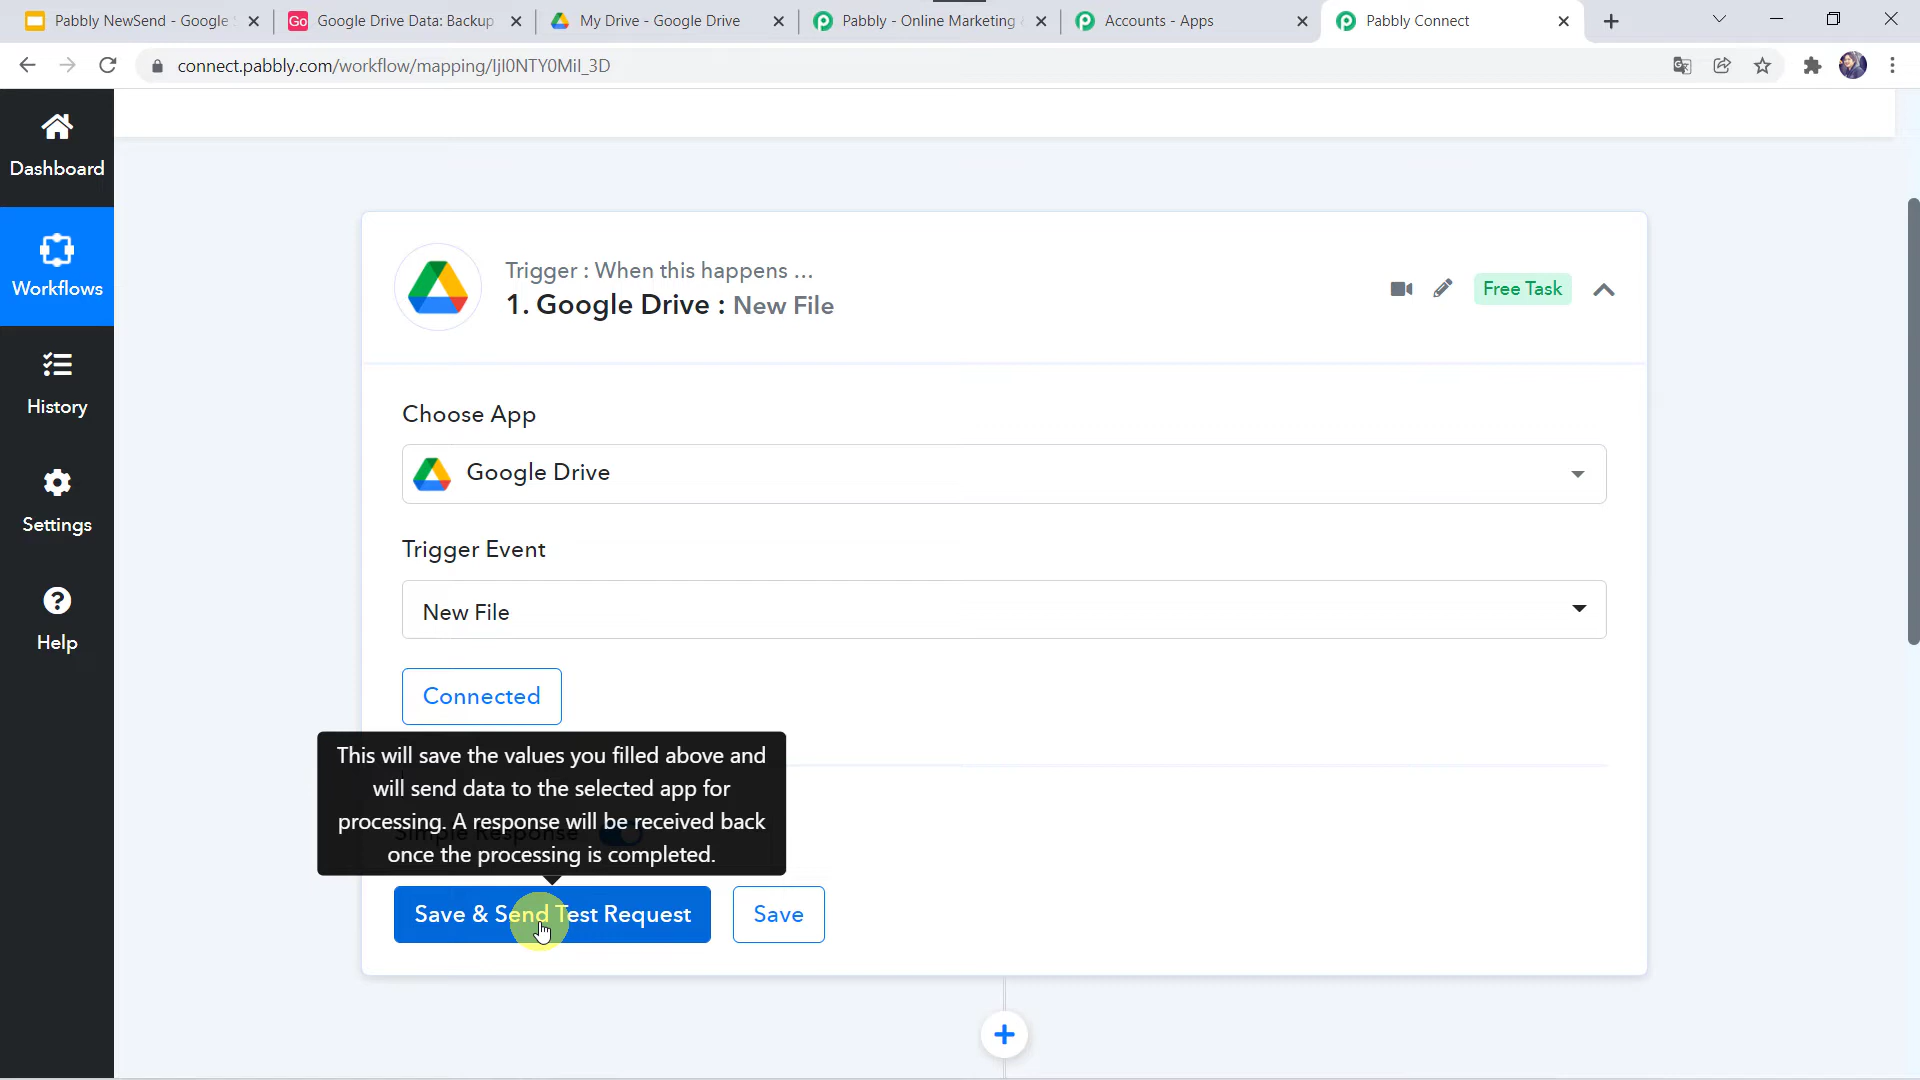 Pabbly NewSend - Google S
Go
Google Drive Data: Backup
My Drive - Google Drive
Pabbly - Online Marketing
Accounts - Apps
Pabbly Connect
connect.pabbly.com/workflow/mapping/IjI0NTY0MiI_3D
Dashboard
Workflows
History
Settings
Help
Trigger : When this happens ...
1. Google Drive : New File
Free Task
Choose App
Google Drive
Trigger Event
New File
Connected
This will save the values you filled above and
will send data to the selected app for
processing. A response will be received back
once the processing is completed.
Simple Response
Save & Send Test Request
Save